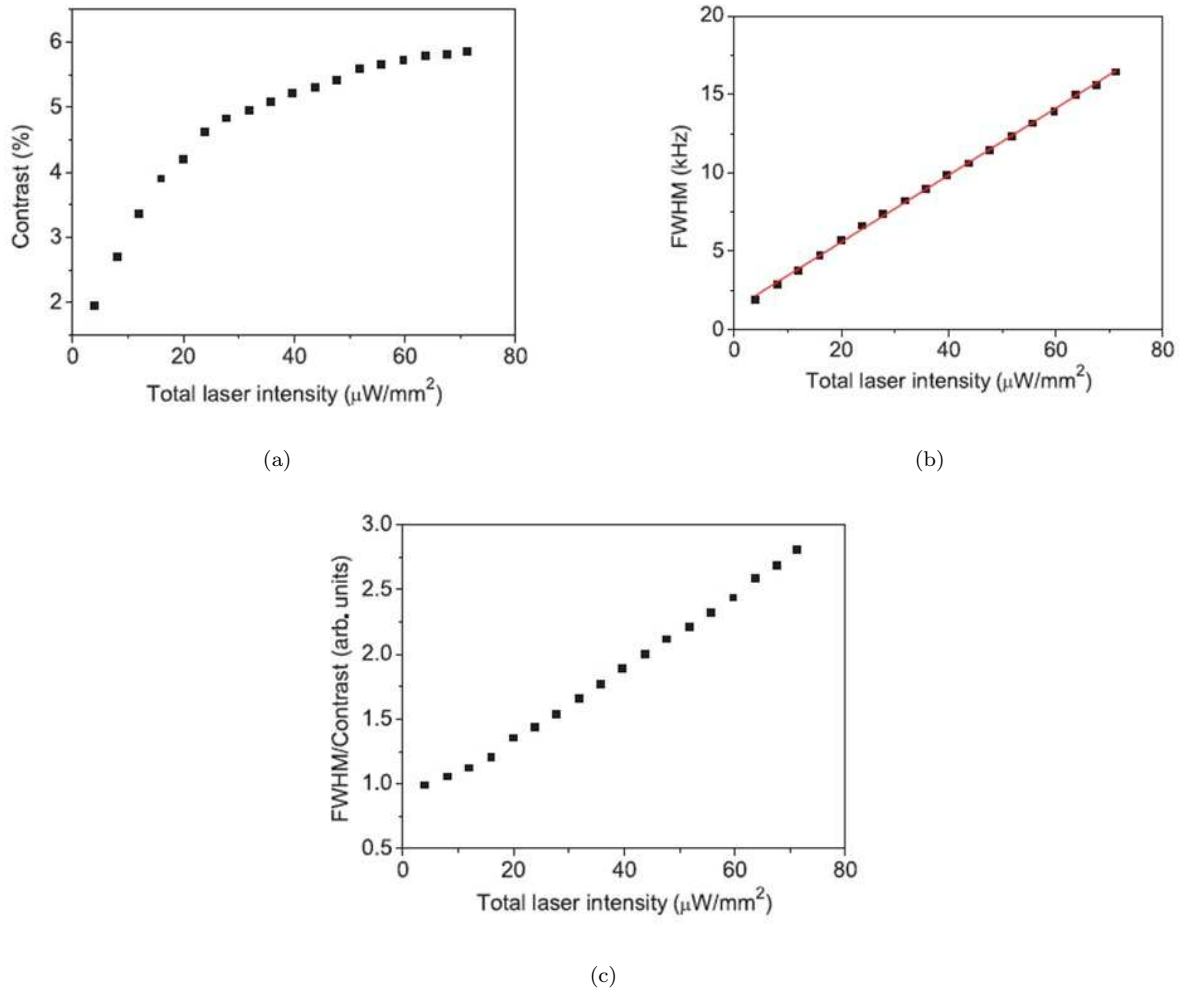 6
5
4
3
2
0 20 40 60 80
Contrast (%)
Total laser intensity (μW/mm²)
(a)
20
15
10
5
0
0 20 40 60 80
FWHM (kHz)
Total laser intensity (μW/mm²)
(b)
3.0
2.5
2.0
1.5
1.0
0.5
0 20 40 60 80
FWHM/Contrast (arb. units)
Total laser intensity (μW/mm²)
(c)